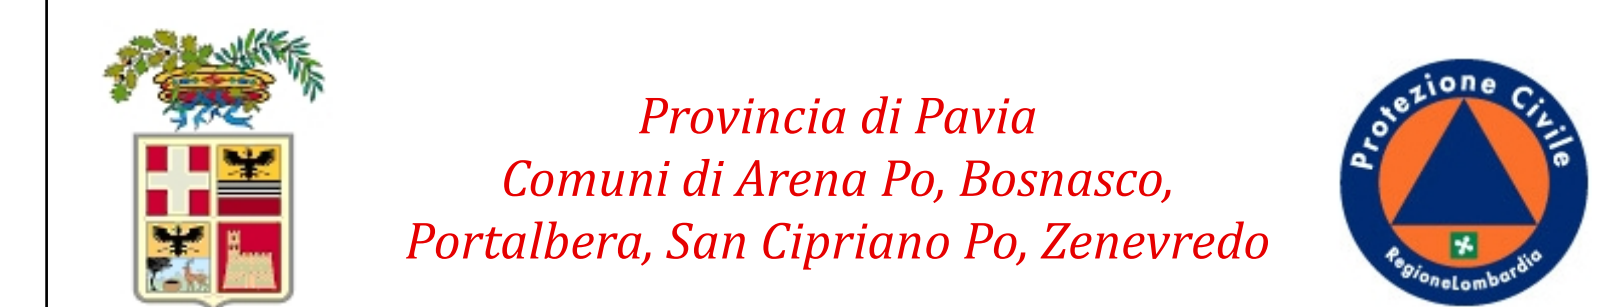 Provincia di Pavia
Comuni di Arena Po, Bosnasco,
Portalbera, San Cipriano Po, Zenevredo
Protezione Civile
RegioneLombardia